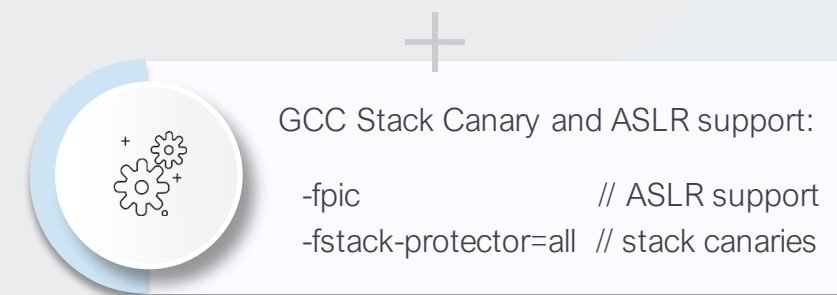 GCC Stack Canary and ASLR support:
-fpic // ASLR support
-fstack-protector=all // stack canaries